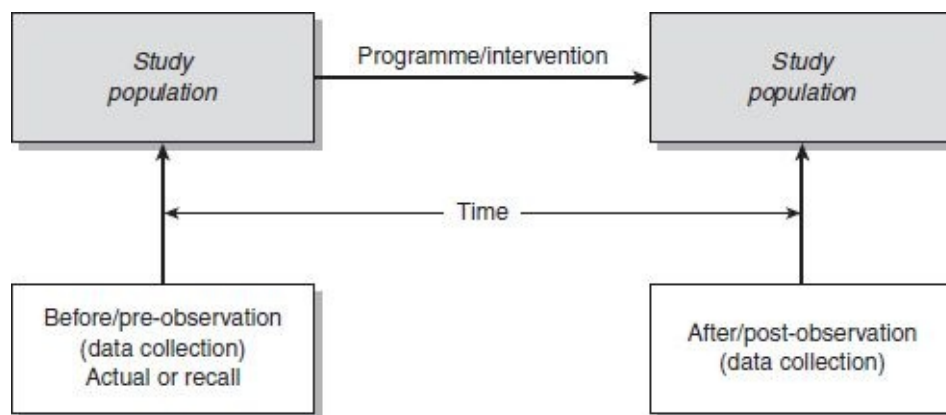 Study
population
Programme/intervention
Study
population
Time
Before/pre-observation
(data collection)
Actual or recall
After/post-observation
(data collection)